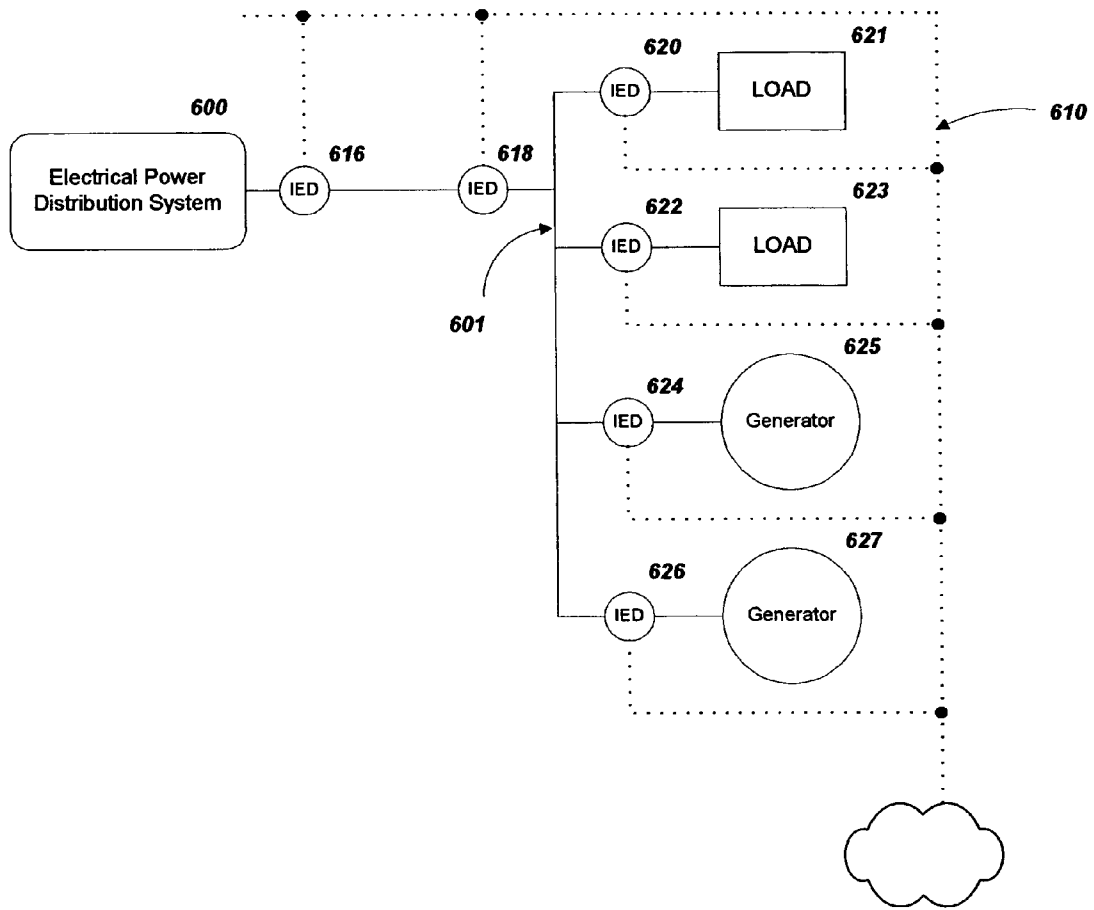 620
621
IED
LOAD
600
610
Electrical Power
Distribution System
616
IED
618
IED
622
623
IED
LOAD
601
624
625
IED
Generator
626
627
IED
Generator